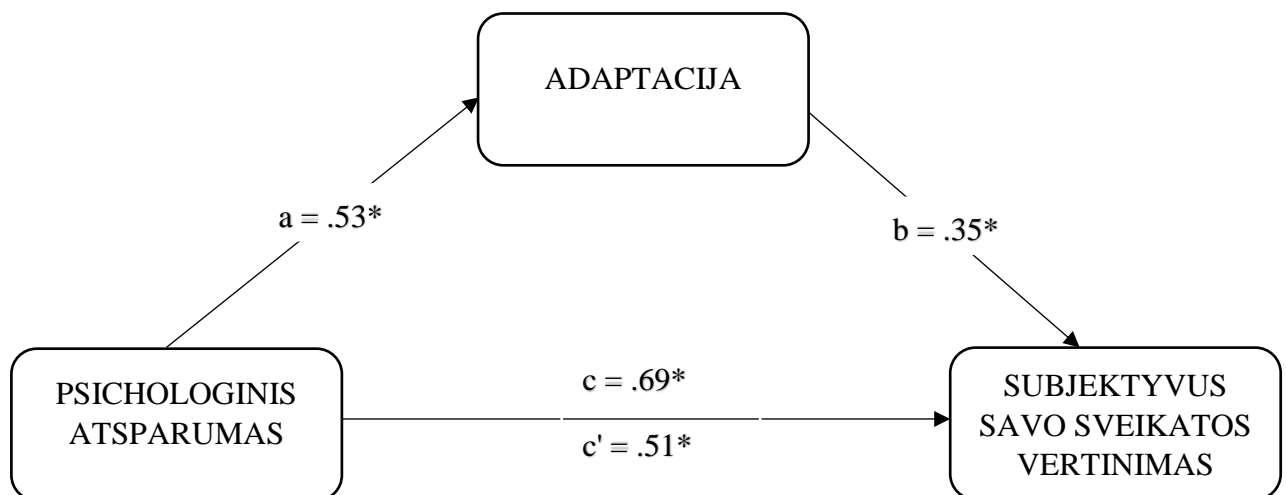 ADAPTACIJA
a = .53*
b = .35*
PSICHOLOGINIS
ATSPARUMAS
c = .69*
c' = .51*
SUBJEKTYVUS
SAVO SVEIKATOS
VERTINIMAS